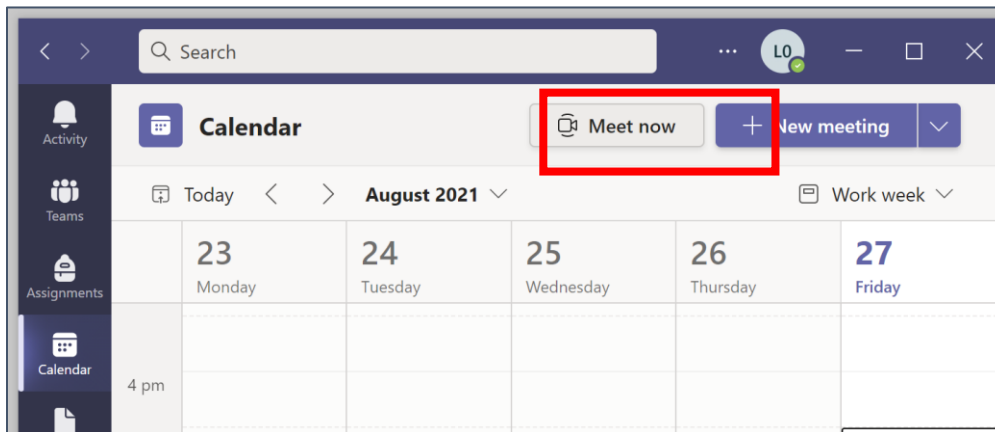 Search
LO
Activity
Calendar
Meet now
New meeting
Teams
Today
August 2021
Work week
Assignments
23
24
25
26
27
Monday
Tuesday
Wednesday
Thursday
Friday
Calendar
4 pm